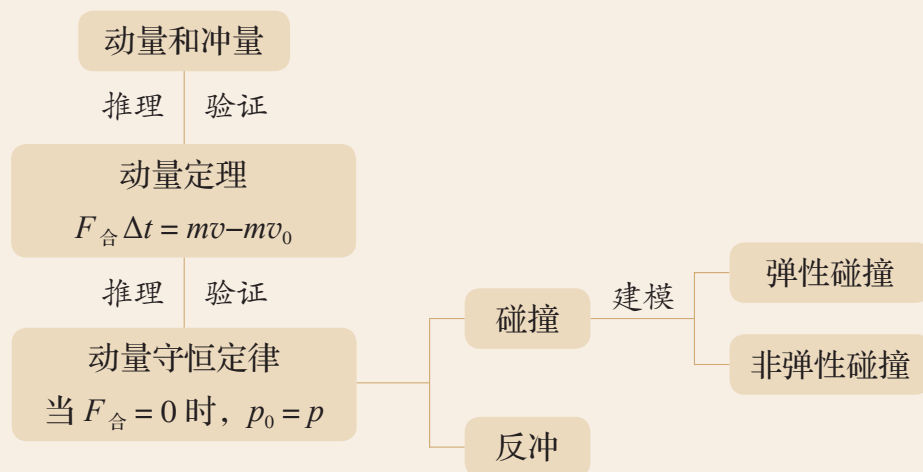 动量和冲量
推理 验证
动量定理
F合Δt = mv−mv₀
推理 验证
动量守恒定律
当 F合 = 0 时，p₀ = p
碰撞
建模
弹性碰撞
非弹性碰撞
反冲